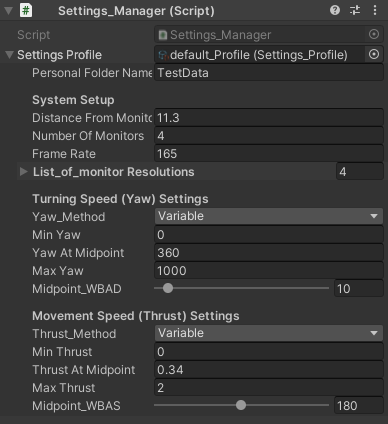 Settings_Manager (Script)
Script Settings_Manager
Settings Profile default_Profile (Settings_Profile)
Personal Folder Name TestData
System Setup
Distance From Monito 11.3
Number Of Monitors 4
Frame Rate 165
List_of_monitor Resolutions 4
Turning Speed (Yaw) Settings
Yaw_Method Variable
Min Yaw 0
Yaw At Midpoint 360
Max Yaw 1000
Midpoint_WBAD 10
Movement Speed (Thrust) Settings
Thrust_Method Variable
Min Thrust 0
Thrust At Midpoint 0.34
Max Thrust 2
Midpoint_WBAS 180